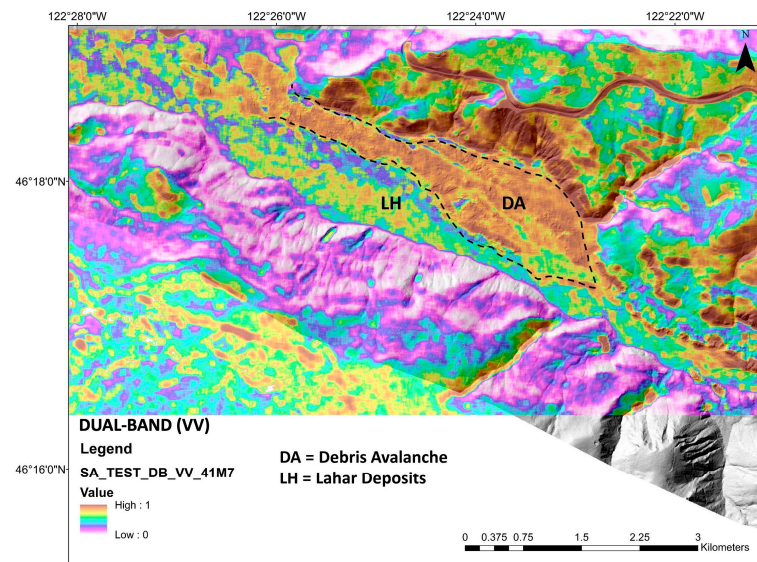 122°28'0"W 122°26'0"W 122°24'0"W 122°22'0"W
N
46°18'0"N
LH DA
DUAL-BAND (VV)
Legend
SA_TEST_DB_VV_41M7
Value
High : 1
Low : 0
DA = Debris Avalanche
LH = Lahar Deposits
46°16'0"N
0 0.375 0.75 1.5 2.25 3
Kilometers